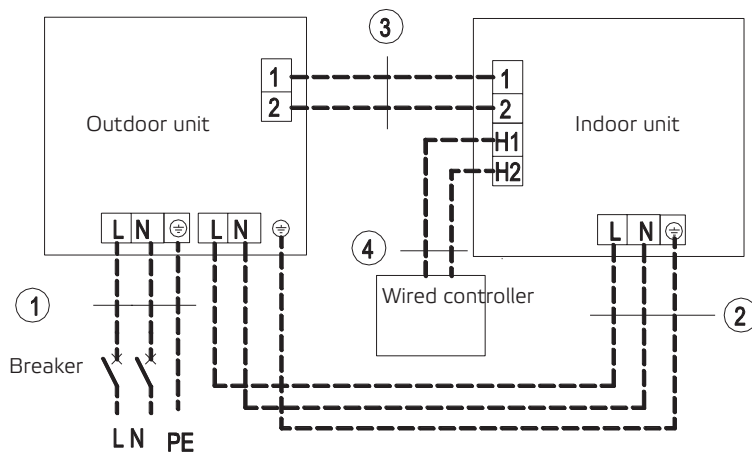 3
1
1
2
2
Outdoor unit
Indoor unit
H1
H2
L N
L N
L N
4
Wired controller
1
2
Breaker
L N PE